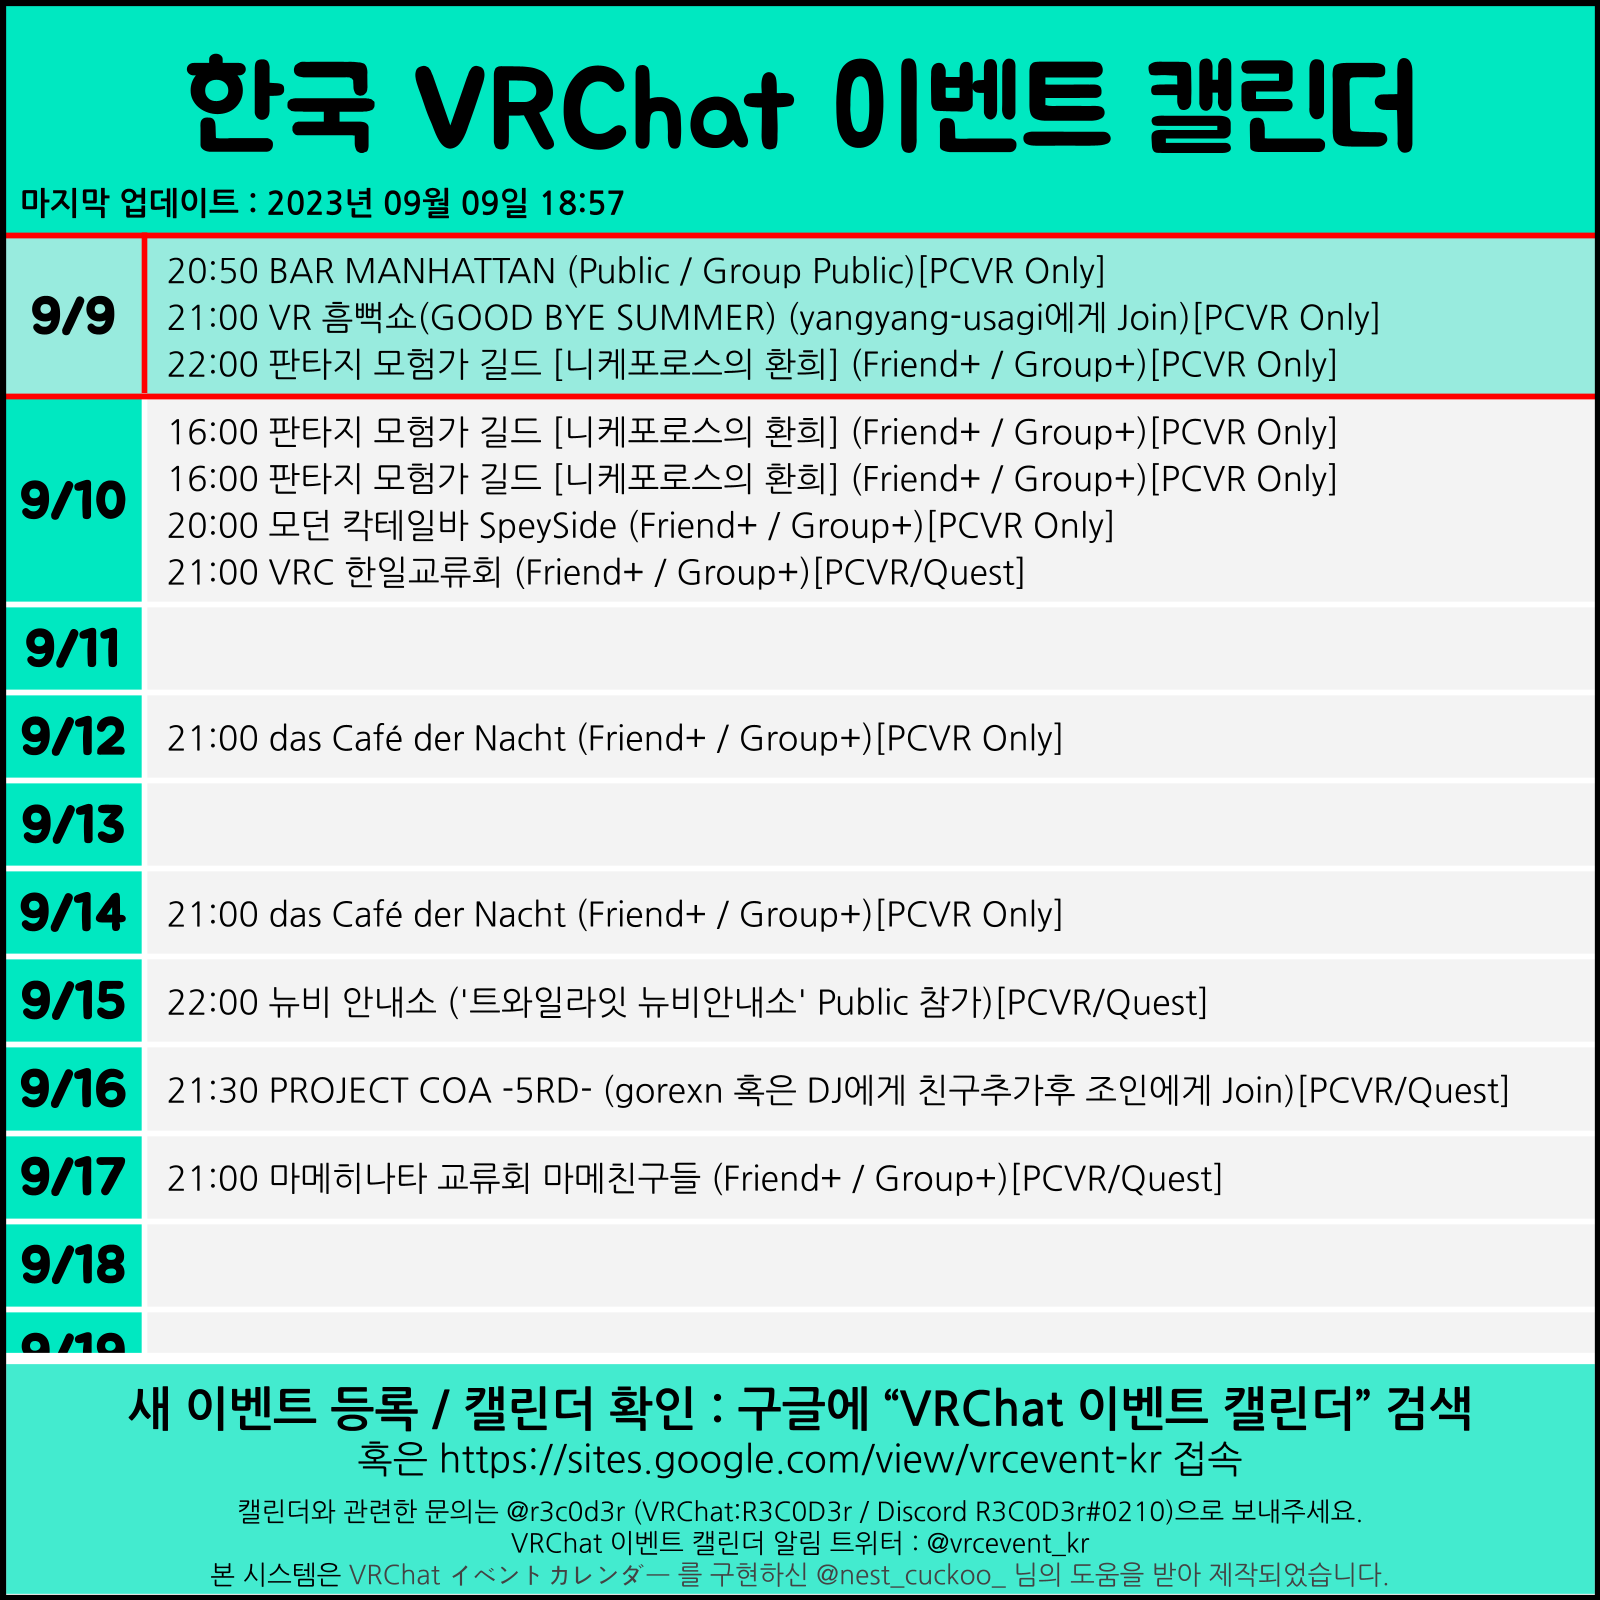 한국 VRChat 이벤트 캘린더
마지막 업데이트 : 2023년 09월 09일 18:57
9/9
20:50 BAR MANHATTAN (Public / Group Public)[PCVR Only]
21:00 VR 흠뻑쇼(GOOD BYE SUMMER) (yangyang-usagi에게 Join)[PCVR Only]
22:00 판타지 모험가 길드 [니케포로스의 환희] (Friend+ / Group+)[PCVR Only]
9/10
16:00 판타지 모험가 길드 [니케포로스의 환희] (Friend+ / Group+)[PCVR Only]
16:00 판타지 모험가 길드 [니케포로스의 환희] (Friend+ / Group+)[PCVR Only]
20:00 모던 칵테일바 SpeySide (Friend+ / Group+)[PCVR Only]
21:00 VRC 한일교류회 (Friend+ / Group+)[PCVR/Quest]
9/11
9/12
21:00 das Café der Nacht (Friend+ / Group+)[PCVR Only]
9/13
9/14
21:00 das Café der Nacht (Friend+ / Group+)[PCVR Only]
9/15
22:00 뉴비 안내소 ('트와일라잇 뉴비안내소' Public 참가)[PCVR/Quest]
9/16
21:30 PROJECT COA -5RD- (gorexn 혹은 DJ에게 친구추가후 조인에게 Join)[PCVR/Quest]
9/17
21:00 마메히나타 교류회 마메친구들 (Friend+ / Group+)[PCVR/Quest]
9/18
9/19
새 이벤트 등록 / 캘린더 확인 : 구글에 “VRChat 이벤트 캘린더” 검색
혹은 https://sites.google.com/view/vrcevent-kr 접속
캘린더와 관련한 문의는 @r3c0d3r (VRChat:R3C0D3r / Discord R3C0D3r#0210)으로 보내주세요.
VRChat 이벤트 캘린더 알림 트위터 : @vrcevent_kr
본 시스템은 VRChat イベントカレンダー 를 구현하신 @nest_cuckoo_ 님의 도움을 받아 제작되었습니다.